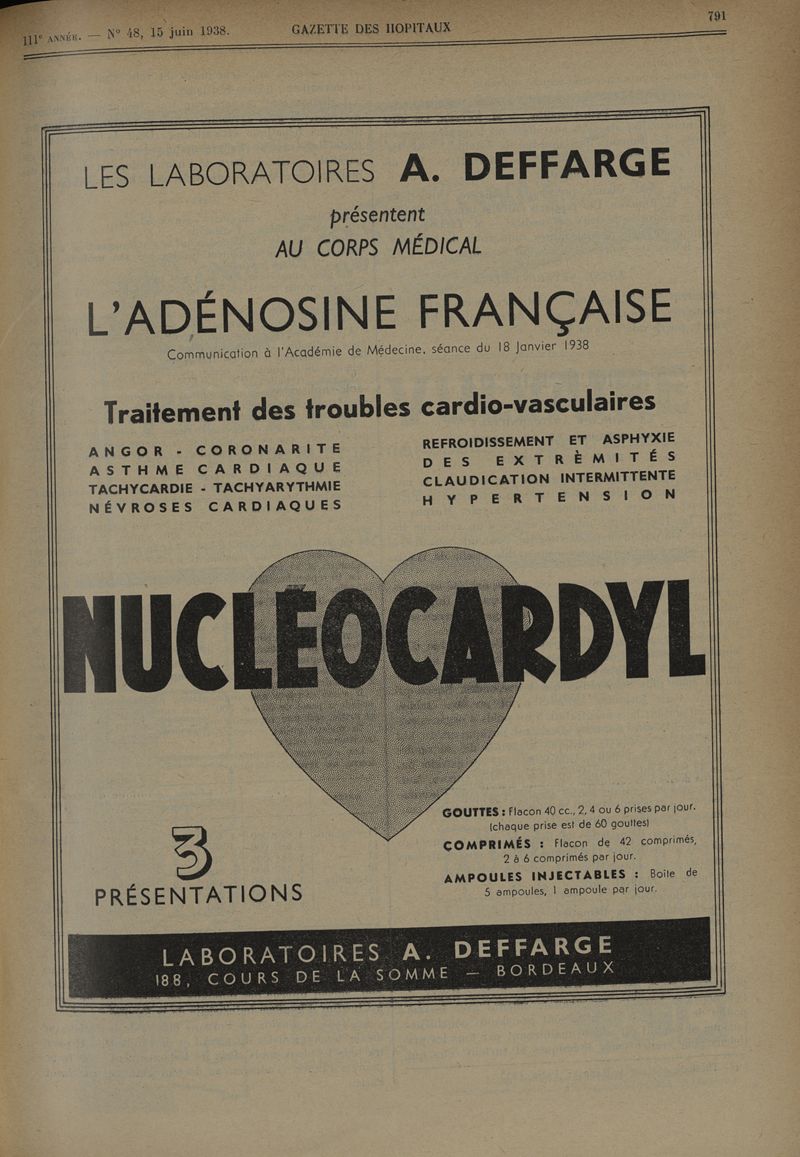 111e ANNÉE. — N° 48, 15 juin 1938. GAZETTE DES HOPITAUX 791
LES LABORATOIRES A. DEFFARGE
présentent
AU CORPS MÉDICAL
L'ADÉNOSINE FRANÇAISE
Communication à l'Académie de Médecine, séance du 18 Janvier 1938
Traitement des troubles cardio-vasculaires
ANGOR - CORONARITE
ASTHME CARDIAQUE
TACHYCARDIE - TACHYARYTHMIE
NÉVROSES CARDIAQUES
REFROIDISSEMENT ET ASPHYXIE
DES EXTRÈMITÉS
CLAUDICATION INTERMITTENTE
HYPERTENSION
NUCLÉOCARDYL
3
PRÉSENTATIONS
GOUTTES : Flacon 40 cc., 2, 4 ou 6 prises par jour.
(chaque prise est de 60 gouttes)
COMPRIMÉS : Flacon de 42 comprimés,
2 à 6 comprimés par jour.
AMPOULES INJECTABLES : Boite de
5 ampoules, 1 ampoule par jour.
LABORATOIRES A. DEFFARGE
188, COURS DE LA SOMME — BORDEAUX